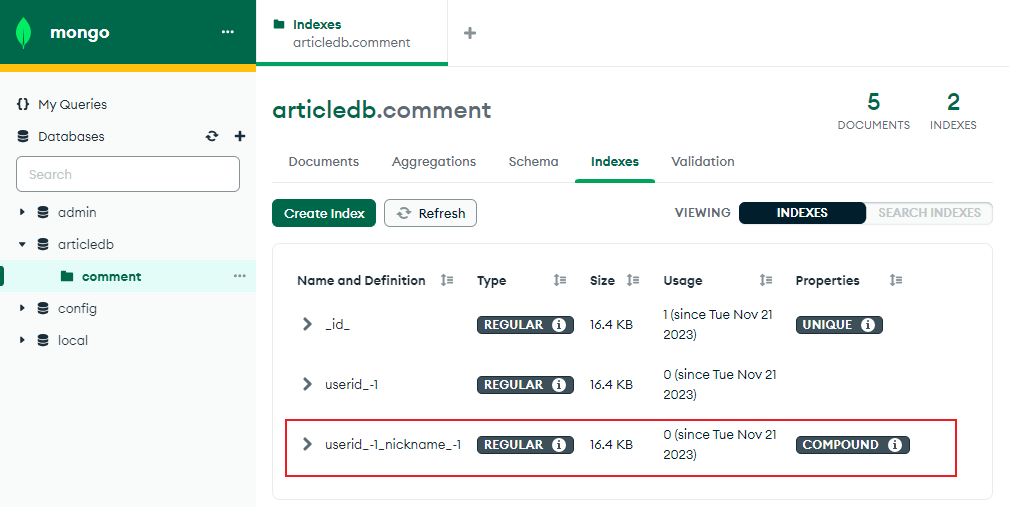 mongo
Indexes
articledb.comment
My Queries
Databases
Search
admin
articledb
comment
config
local
articledb.comment
5
DOCUMENTS
2
INDEXES
Documents Aggregations Schema Indexes Validation
Create Index Refresh VIEWING INDEXES SEARCH INDEXES
Name and Definition Type Size Usage Properties
_id_ REGULAR 16.4 KB 1 (since Tue Nov 21
2023) UNIQUE
userid_-1 REGULAR 16.4 KB 0 (since Tue Nov 21
2023)
userid_-1_nickname_-1 REGULAR 16.4 KB 0 (since Tue Nov 21
2023) COMPOUND